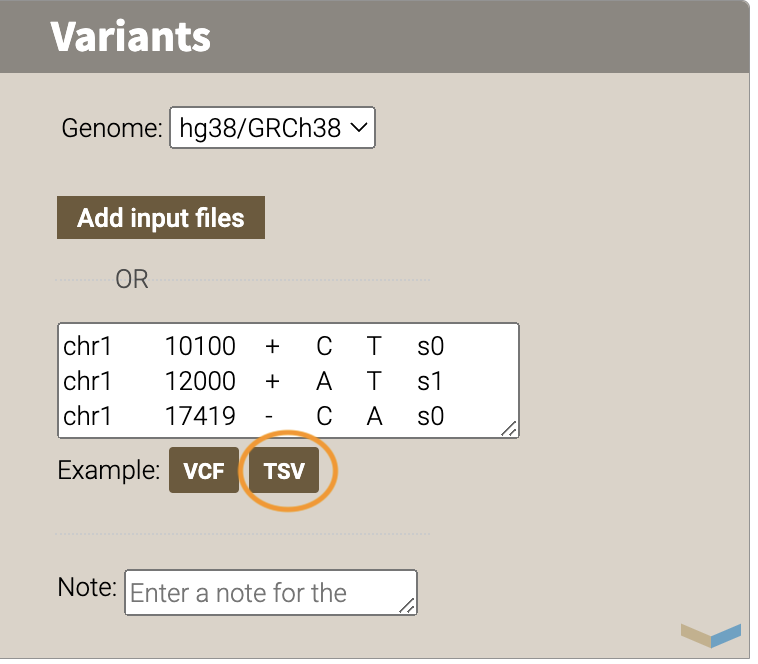 Variants
Genome: hg38/GRCh38
Add input files
OR
chr1 10100 + C T s0
chr1 12000 + A T s1
chr1 17419 - C A s0
Example: VCF TSV
Note: Enter a note for the